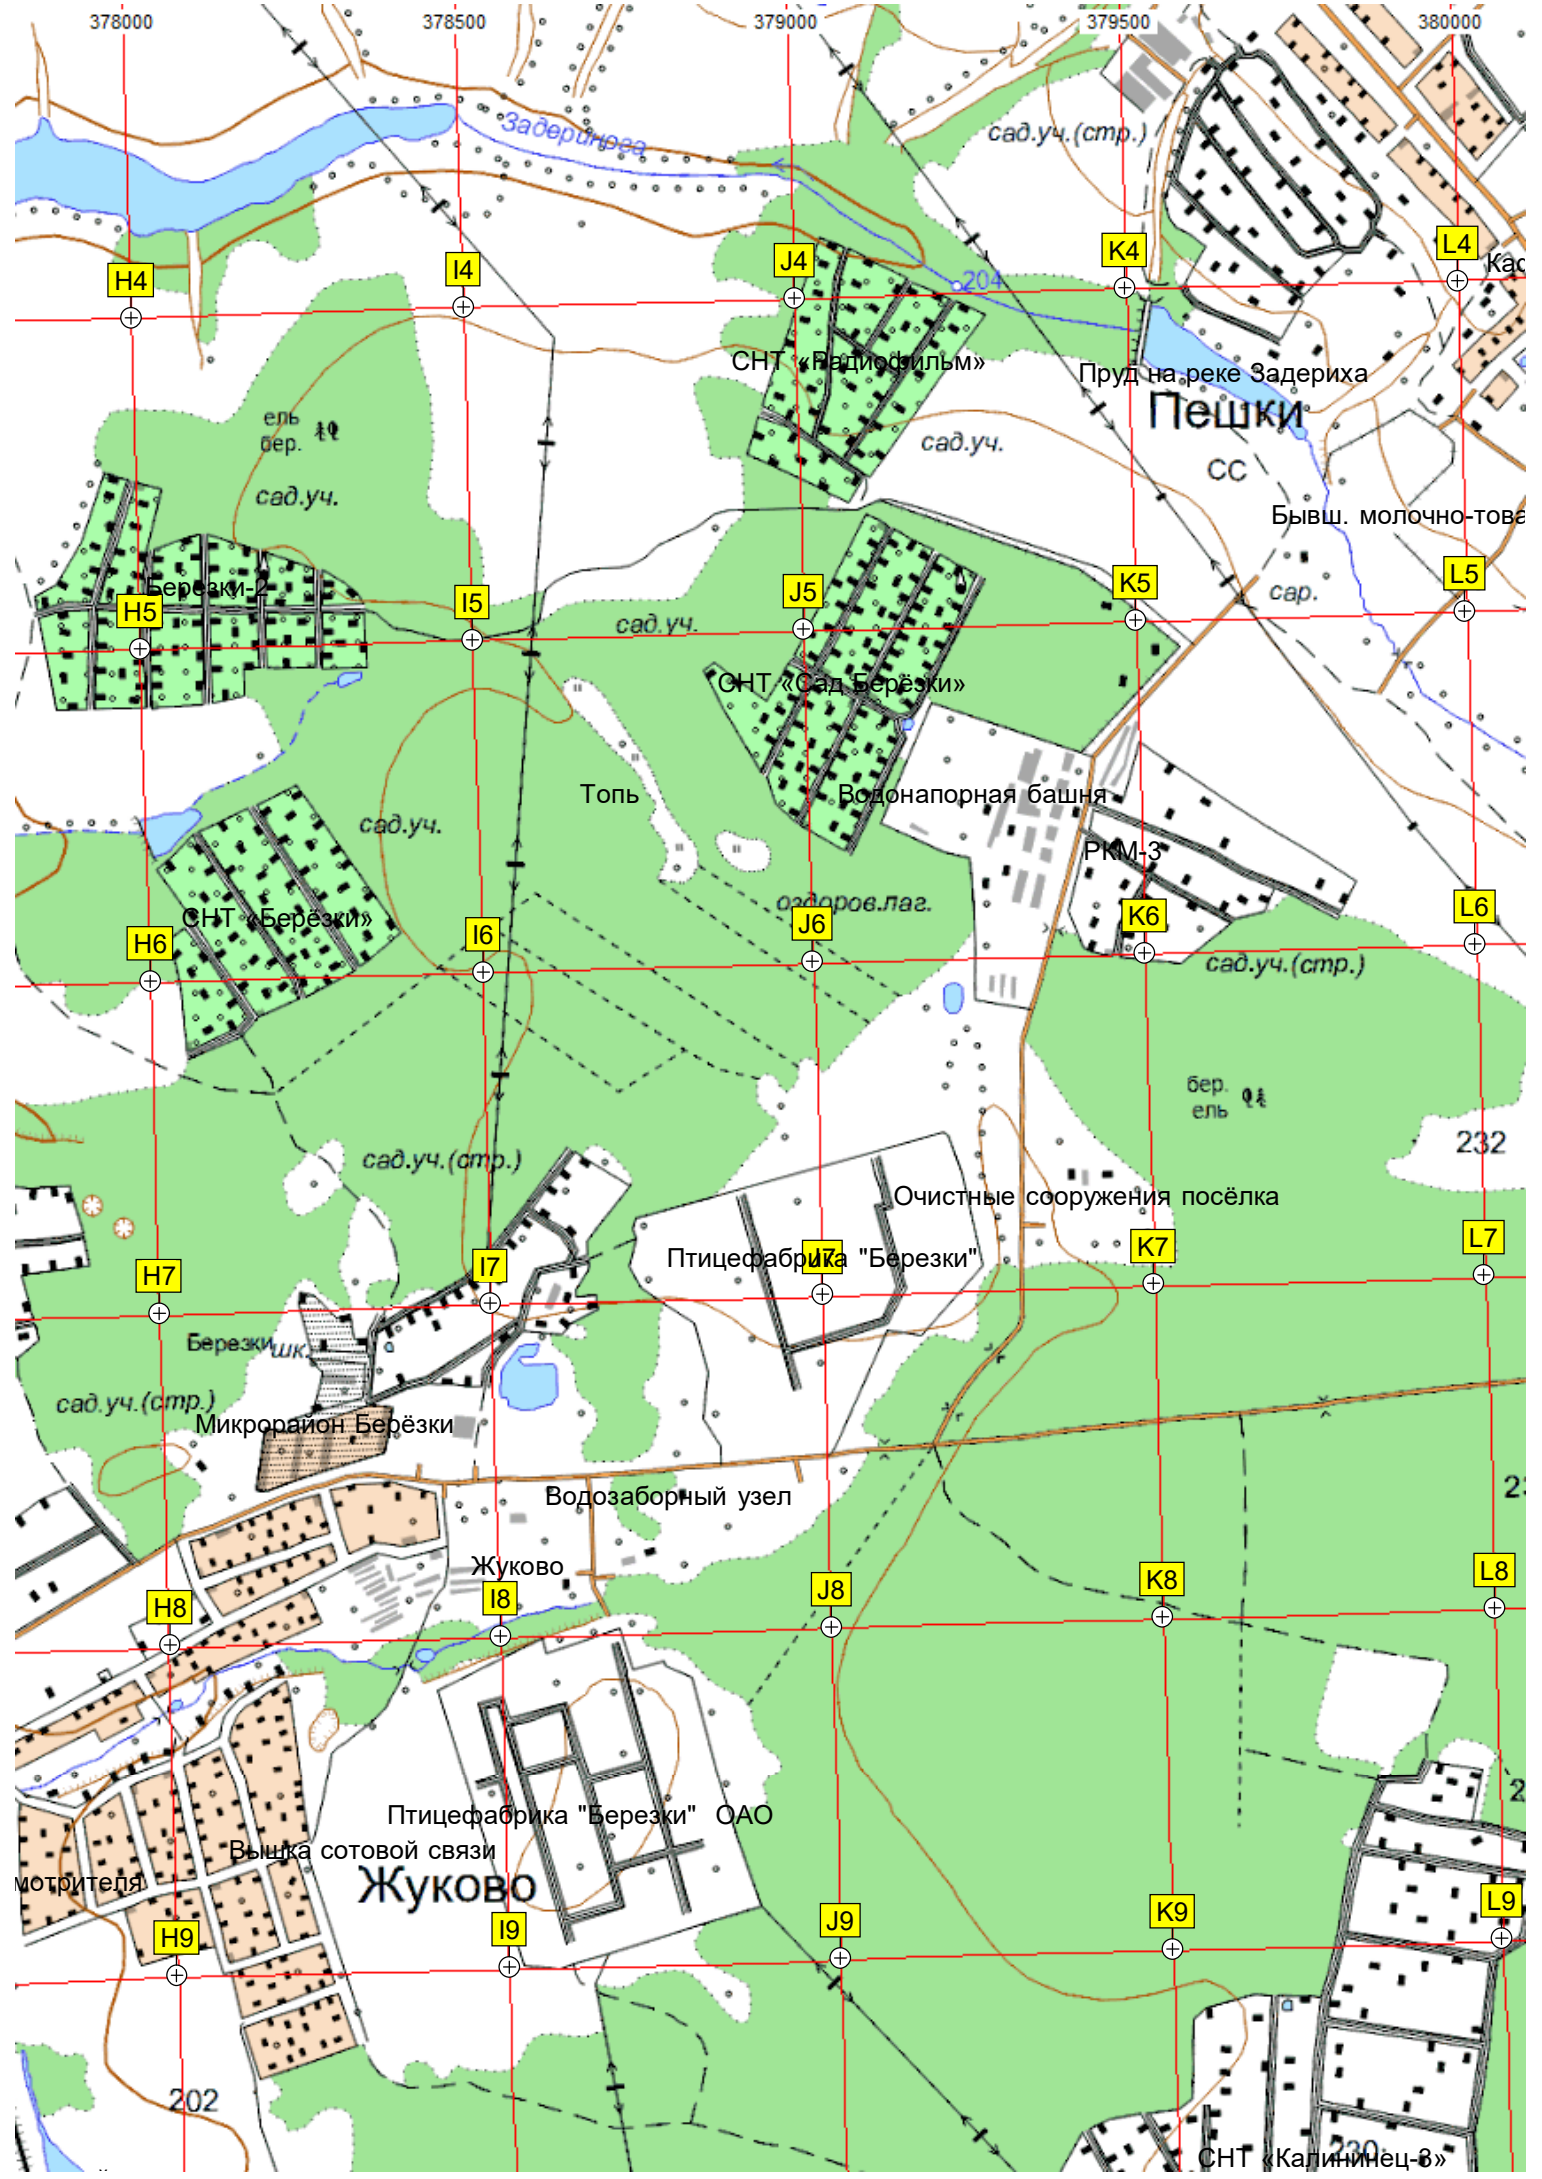 378000 378500 379000 379500 380000
Задеринога
сад.уч.(стр.)
H4 I4 J4 K4 L4
204
СНТ «Радиофильм»
Пруд на реке Задериха
Пешки
СС
ель
бер.
сад.уч.
сад.уч.
Бывш. молочно-това
Березки-2
H5 I5 J5 K5 L5
сад.уч.
сар.
СНТ «Сад Берёзки»
Топь
Водонапорная башня
сад.уч.
РКМ-3
оздоров.лаг.
СНТ «Берёзки»
H6 I6 J6 K6 L6
сад.уч.(стр.)
бер.
ель
232
сад.уч.(стр.)
Очистные сооружения посёлка
Птицефабрика "Березки"
H7 I7 J7 K7 L7
Березки
шк.
сад.уч.(стр.)
Микрорайон Берёзки
Водозаборный узел
Жуково
H8 I8 J8 K8 L8
Птицефабрика "Березки" ОАО
Вышка сотовой связи
мотрителя
Жуково
H9 I9 J9 K9 L9
202
230
СНТ «Калининец-3»